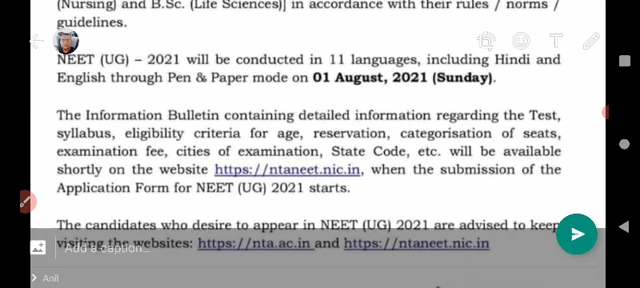 (Nursing) and B.Sc. (Life Sciences)] in accordance with their rules / norms /
guidelines.
NEET (UG) – 2021 will be conducted in 11 languages, including Hindi and
English through Pen & Paper mode on 01 August, 2021 (Sunday).
The Information Bulletin containing detailed information regarding the Test,
syllabus, eligibility criteria for age, reservation, categorisation of seats,
examination fee, cities of examination, State Code, etc. will be available
shortly on the website https://ntaneet.nic.in, when the submission of the
Application Form for NEET (UG) 2021 starts.
The candidates who desire to appear in NEET (UG) 2021 are advised to keep
visiting the websites: https://nta.ac.in and https://ntaneet.nic.in
Add a caption...
Anil
T